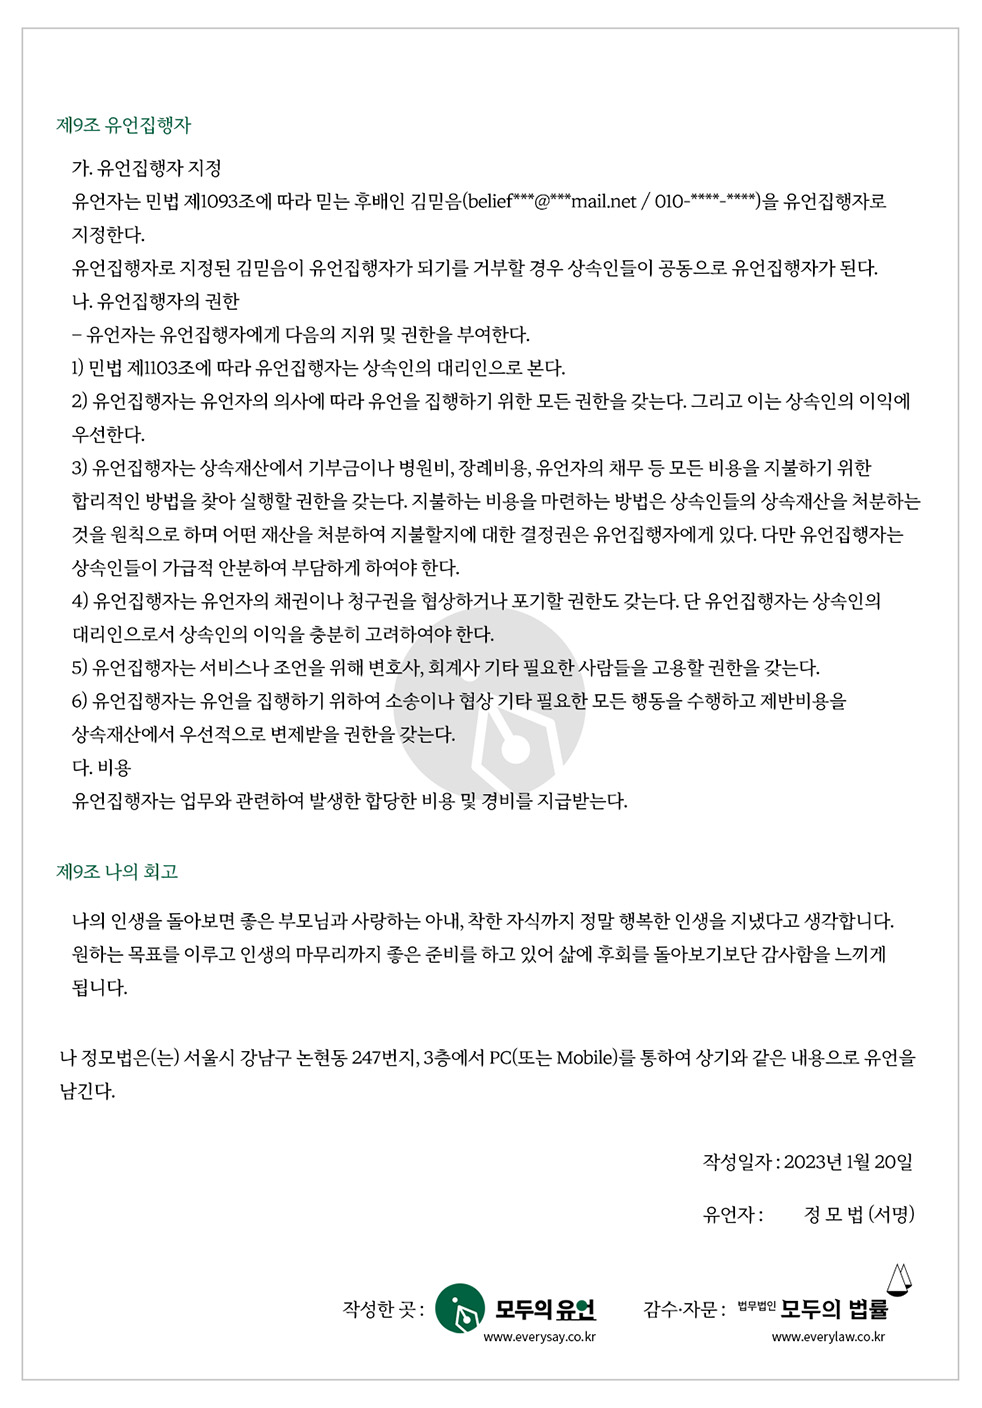 제9조 유언집행자
가. 유언집행자 지정
유언자는 민법 제1093조에 따라 믿는 후배인 김믿음(belief***@***mail.net / 010-****-****)을 유언집행자로
지정한다.
유언집행자로 지정된 김믿음이 유언집행자가 되기를 거부할 경우 상속인들이 공동으로 유언집행자가 된다.
나. 유언집행자의 권한
– 유언자는 유언집행자에게 다음의 지위 및 권한을 부여한다.
1) 민법 제1103조에 따라 유언집행자는 상속인의 대리인으로 본다.
2) 유언집행자는 유언자의 의사에 따라 유언을 집행하기 위한 모든 권한을 갖는다. 그리고 이는 상속인의 이익에
우선한다.
3) 유언집행자는 상속재산에서 기부금이나 병원비, 장례비용, 유언자의 채무 등 모든 비용을 지불하기 위한
합리적인 방법을 찾아 실행할 권한을 갖는다. 지불하는 비용을 마련하는 방법은 상속인들의 상속재산을 처분하는
것을 원칙으로 하며 어떤 재산을 처분하여 지불할지에 대한 결정권은 유언집행자에게 있다. 다만 유언집행자는
상속인들이 가급적 안분하여 부담하게 하여야 한다.
4) 유언집행자는 유언자의 채권이나 청구권을 협상하거나 포기할 권한도 갖는다. 단 유언집행자는 상속인의
대리인으로서 상속인의 이익을 충분히 고려하여야 한다.
5) 유언집행자는 서비스나 조언을 위해 변호사, 회계사 기타 필요한 사람들을 고용할 권한을 갖는다.
6) 유언집행자는 유언을 집행하기 위하여 소송이나 협상 기타 필요한 모든 행동을 수행하고 제반비용을
상속재산에서 우선적으로 변제받을 권한을 갖는다.
다. 비용
유언집행자는 업무와 관련하여 발생한 합당한 비용 및 경비를 지급받는다.
제9조 나의 회고
나의 인생을 돌아보면 좋은 부모님과 사랑하는 아내, 착한 자식까지 정말 행복한 인생을 지냈다고 생각합니다.
원하는 목표를 이루고 인생의 마무리까지 좋은 준비를 하고 있어 삶에 후회를 돌아보기보단 감사함을 느끼게
됩니다.
나 정모법은(는) 서울시 강남구 논현동 247번지, 3층에서 PC(또는 Mobile)를 통하여 상기와 같은 내용으로 유언을
남긴다.
작성일자 : 2023년 1월 20일
유언자 : 정 모 법 (서명)
작성한 곳 : 모두의 유언 감수·자문 : 법무법인 모두의 법률
www.everysay.co.kr www.everylaw.co.kr